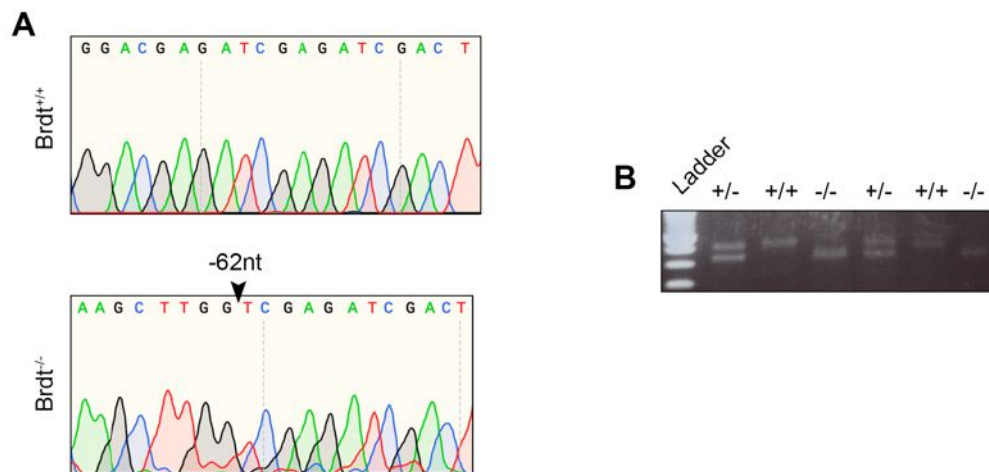 A
G G A C G A G A T C G A G A T C G A C T
Brdt+/+
-62nt
A A G C T T G G T C G A G A T C G A C T
Brdt-/-
B
Ladder
+/- +/+ -/- +/- +/+ -/-